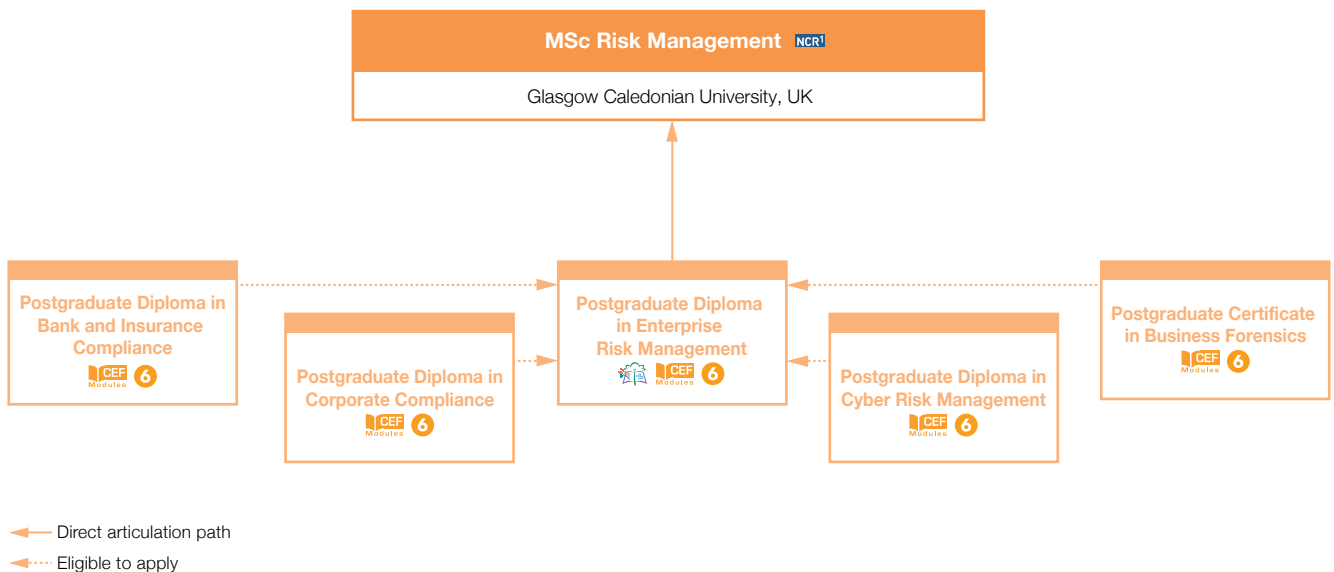 MSc Risk Management NCR1
Glasgow Caledonian University, UK
Postgraduate Diploma in
Bank and Insurance
Compliance
CEF
Modules
6
Postgraduate Diploma in
Corporate Compliance
CEF
Modules
6
Postgraduate Diploma
in Enterprise
Risk Management
CEF
Modules
6
Postgraduate Diploma in
Cyber Risk Management
CEF
Modules
6
Postgraduate Certificate
in Business Forensics
CEF
Modules
6
Direct articulation path
Eligible to apply